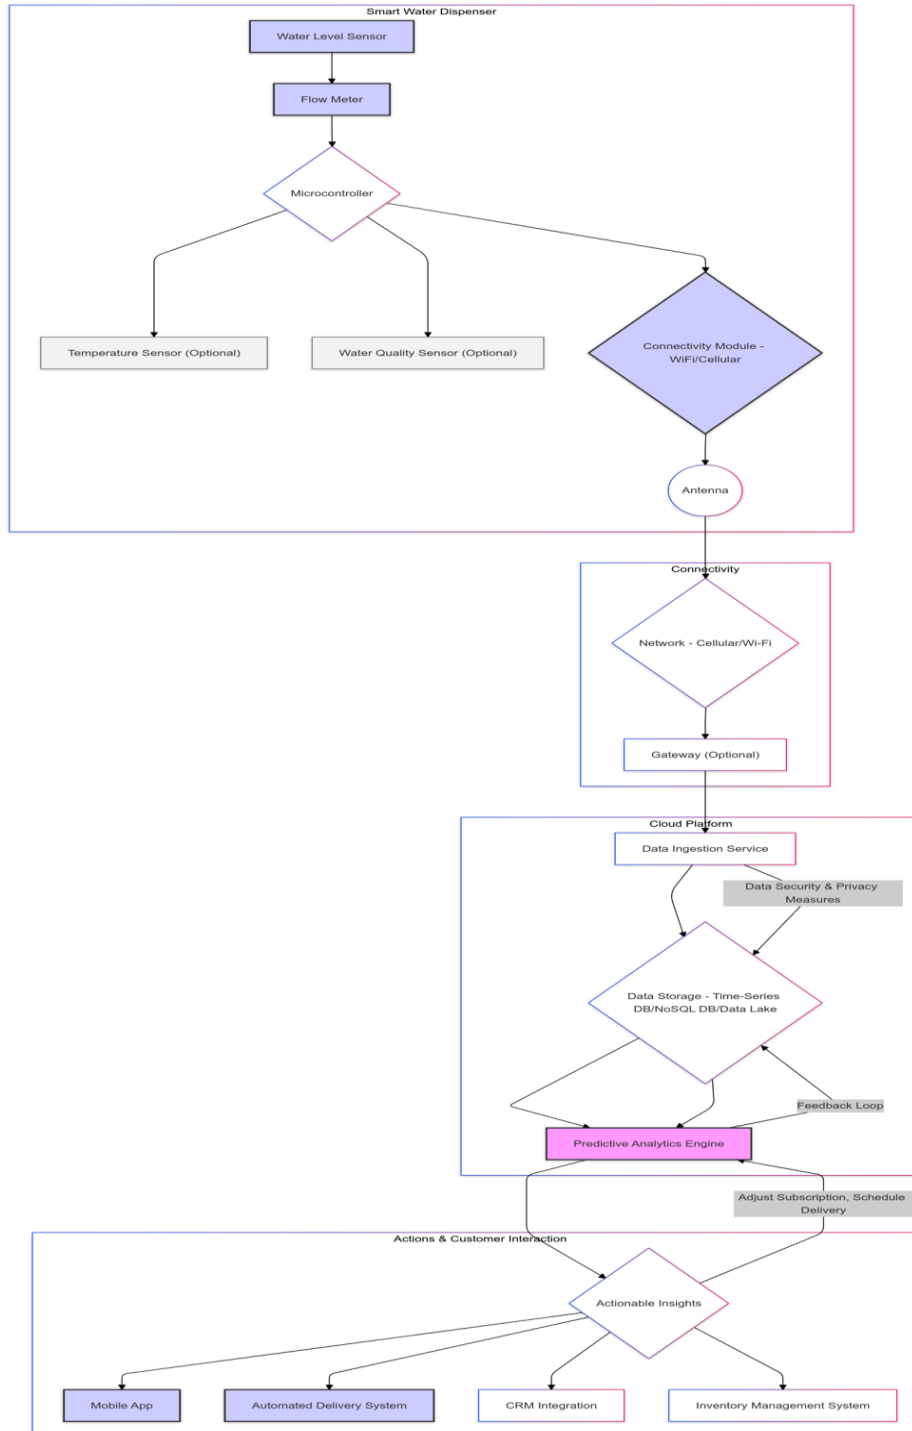 Smart Water Dispenser
Water Level Sensor
Flow Meter
Microcontroller
Temperature Sensor (Optional)
Water Quality Sensor (Optional)
Connectivity Module -
WiFi/Cellular
Antenna
Connectivity
Network - Cellular/Wi-Fi
Gateway (Optional)
Cloud Platform
Data Ingestion Service
Data Security & Privacy
Measures
Data Storage - Time-Series
DB/NoSQL DB/Data Lake
Feedback Loop
Predictive Analytics Engine
Adjust Subscription, Schedule
Delivery
Actions & Customer Interaction
Actionable Insights
Mobile App
Automated Delivery System
CRM Integration
Inventory Management System